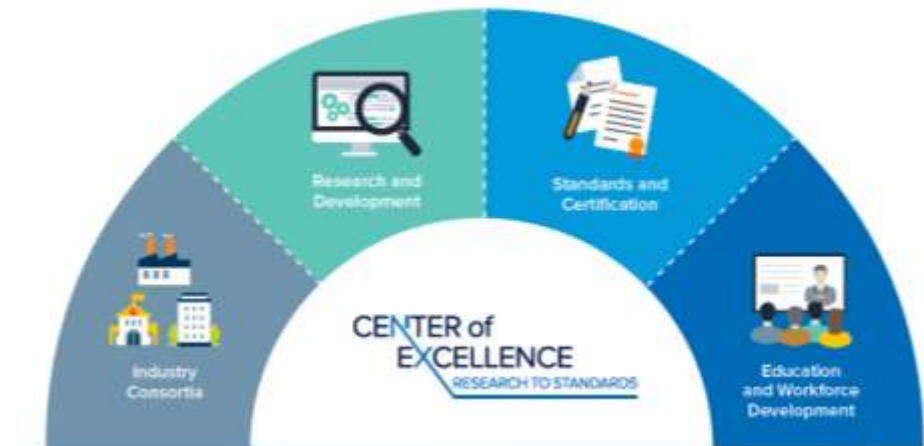 Research and
Development
Standards and
Certification
Industry
Consortia
CENTER of
EXCELLENCE
RESEARCH TO STANDARDS
Education
and Workforce
Development